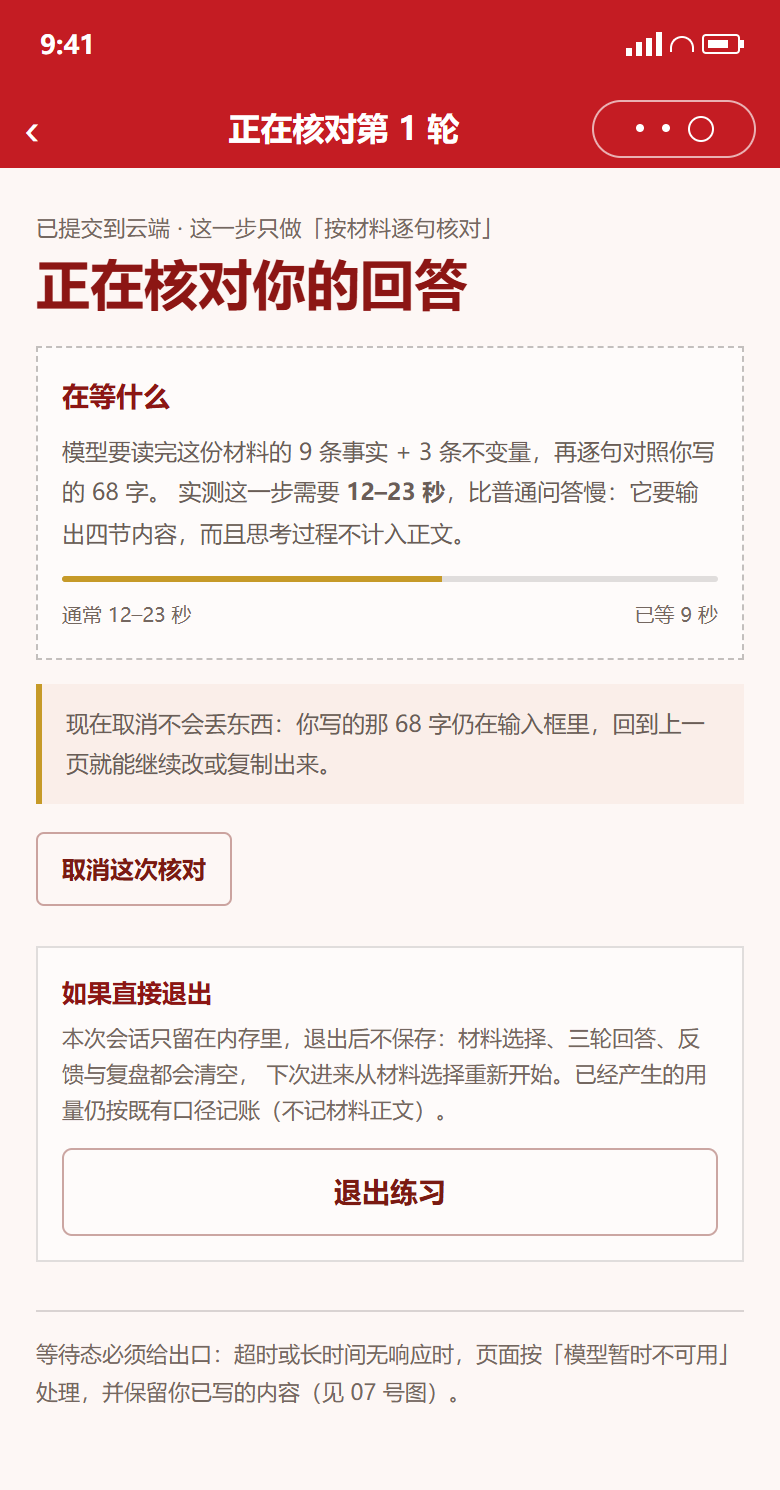 9:41
‹ 正在核对第 1 轮
已提交到云端 · 这一步只做「按材料逐句核对」
正在核对你的回答
在等什么
模型要读完这份材料的 9 条事实 + 3 条不变量，再逐句对照你写
的 68 字。 实测这一步需要 12–23 秒，比普通问答慢：它要输
出四节内容，而且思考过程不计入正文。
通常 12–23 秒
已等 9 秒
现在取消不会丢东西：你写的那 68 字仍在输入框里，回到上一
页就能继续改或复制出来。
取消这次核对
如果直接退出
本次会话只留在内存里，退出后不保存：材料选择、三轮回答、反
馈与复盘都会清空， 下次进来从材料选择重新开始。已经产生的用
量仍按既有口径记账（不记材料正文）。
退出练习
等待态必须给出口：超时或长时间无响应时，页面按「模型暂时不可用」
处理，并保留你已写的内容（见 07 号图）。